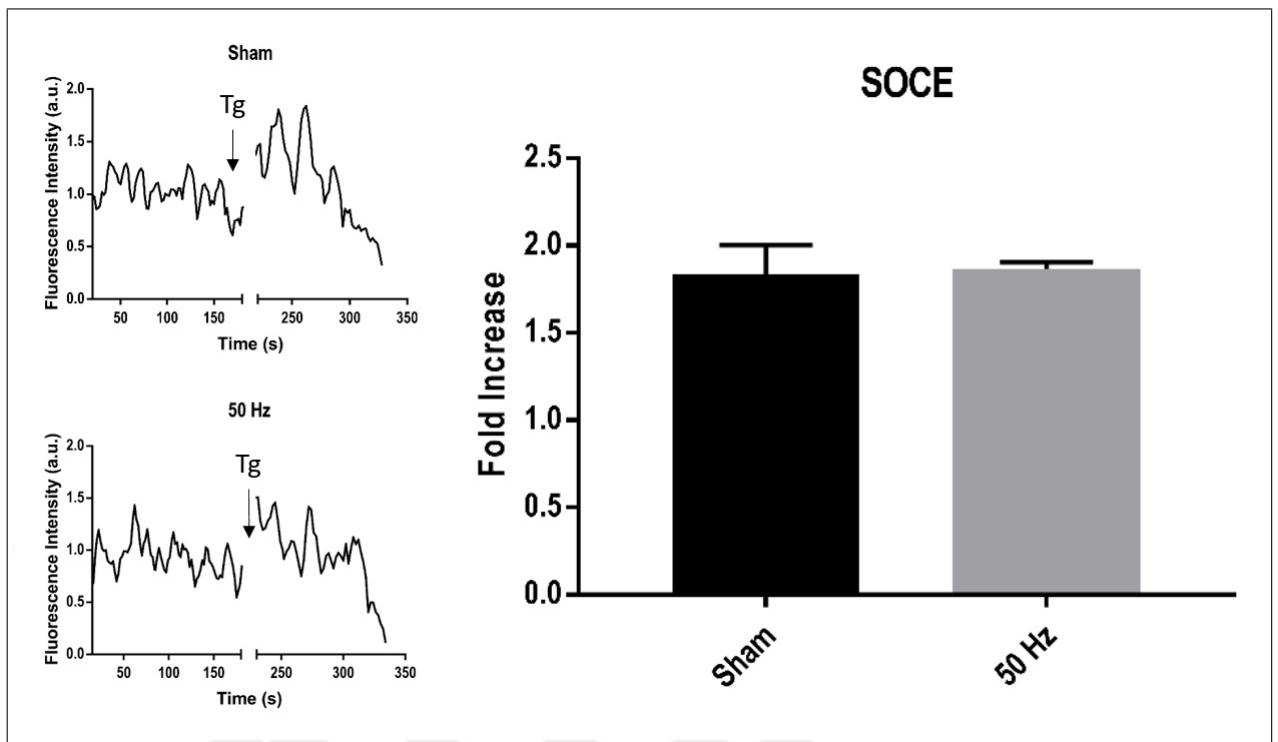 Sham
Fluorescence Intensity (a.u.)
2.0
1.5
1.0
0.5
0.0
Tg
50 100 150 250 300 350
Time (s)
50 Hz
Fluorescence Intensity (a.u.)
2.0
1.5
1.0
0.5
0.0
Tg
50 100 150 250 300 350
Time (s)
SOCE
Fold Increase
2.5
2.0
1.5
1.0
0.5
0.0
Sham 50 Hz